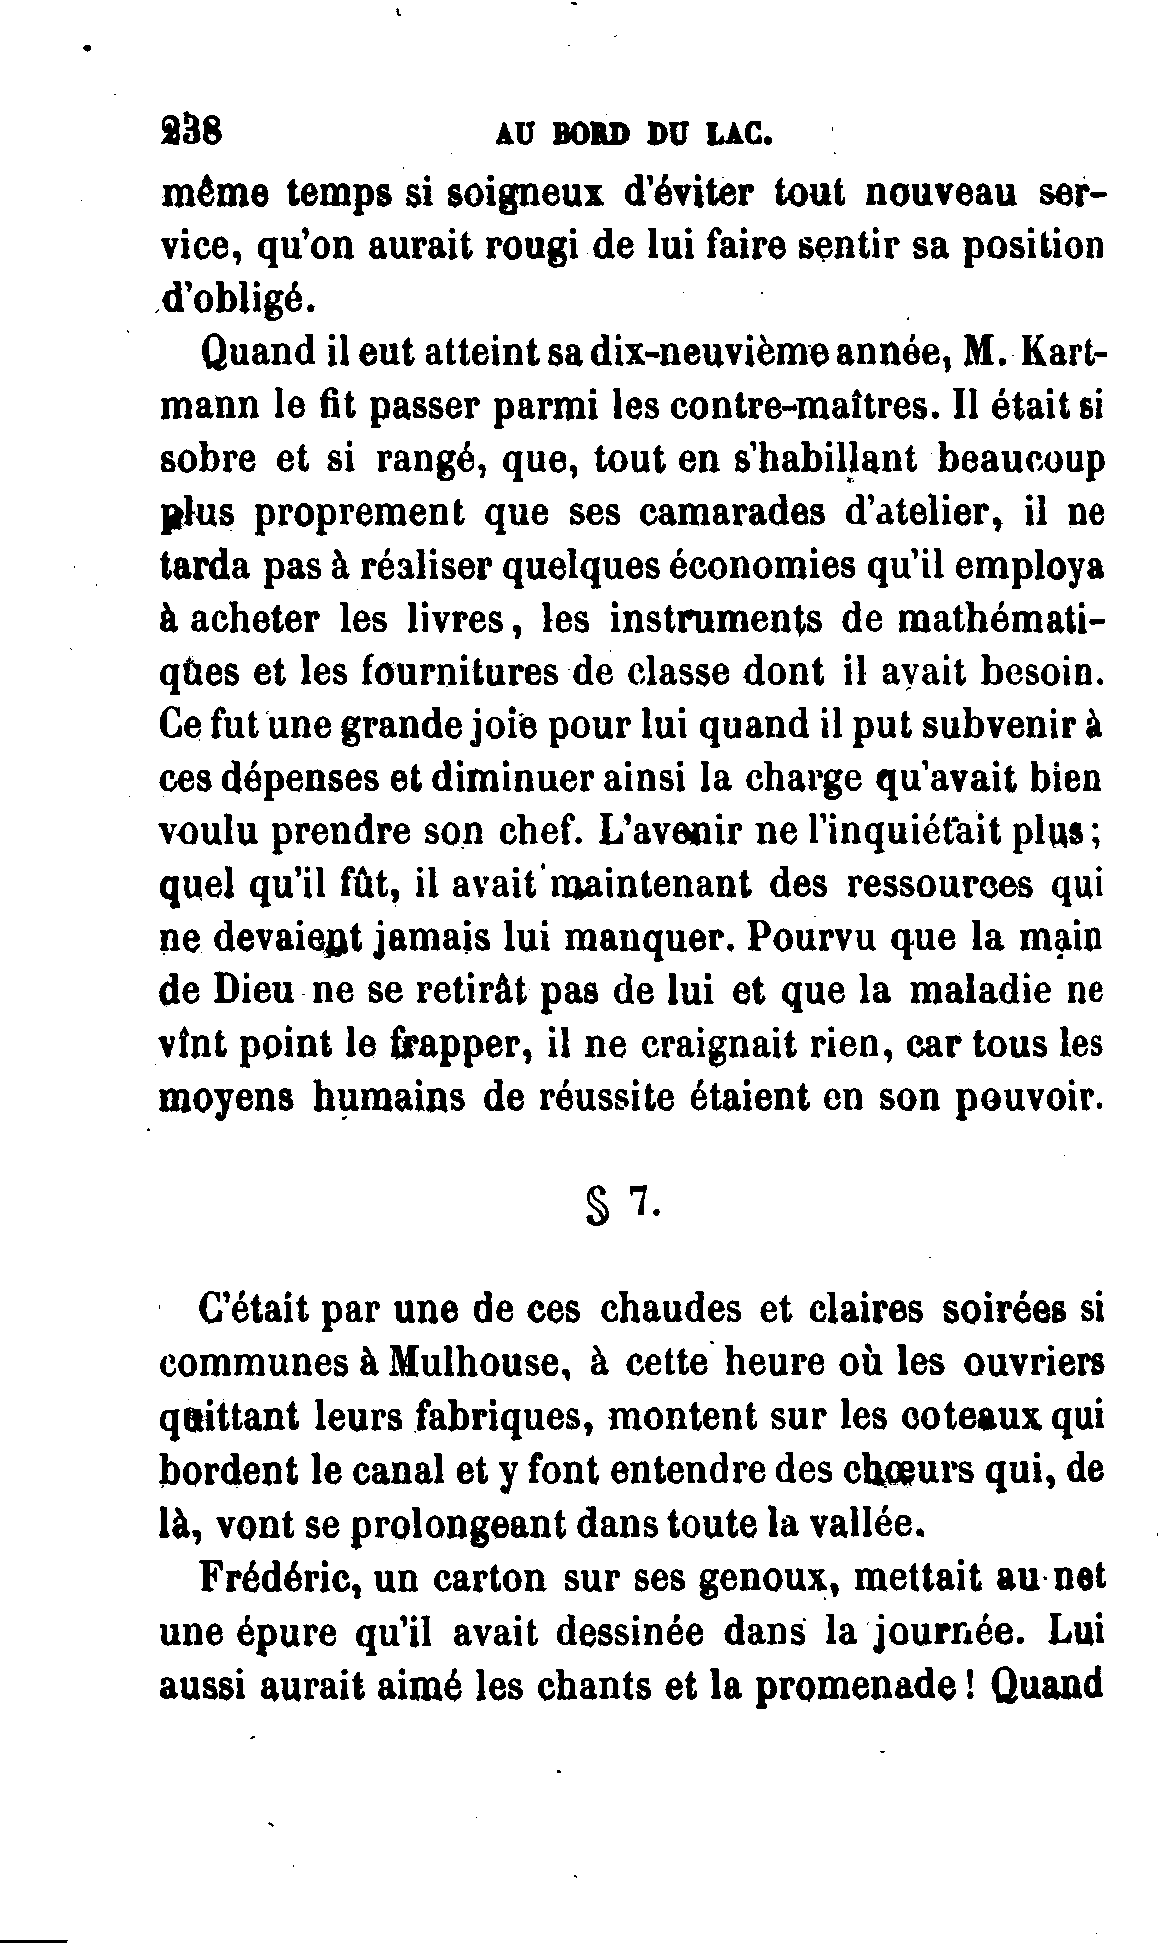 238 AU BORD DU LAC.
même temps si soigneux d'éviter tout nouveau ser-
vice, qu'on aurait rougi de lui faire sentir sa position
d'obligé.
Quand il eut atteint sa dix-neuvième année, M. Kart-
mann le fit passer parmi les contre-maîtres. Il était si
sobre et si rangé, que, tout en s'habillant beaucoup
plus proprement que ses camarades d'atelier, il ne
tarda pas à réaliser quelques économies qu'il employa
à acheter les livres, les instruments de mathémati-
ques et les fournitures de classe dont il avait besoin.
Ce fut une grande joie pour lui quand il put subvenir à
ces dépenses et diminuer ainsi la charge qu'avait bien
voulu prendre son chef. L'avenir ne l'inquiétait plus;
quel qu'il fût, il avait maintenant des ressources qui
ne devaient jamais lui manquer. Pourvu que la main
de Dieu ne se retirât pas de lui et que la maladie ne
vînt point le frapper, il ne craignait rien, car tous les
moyens humains de réussite étaient en son pouvoir.
§ 7.
C'était par une de ces chaudes et claires soirées si
communes à Mulhouse, à cette heure où les ouvriers
quittant leurs fabriques, montent sur les coteaux qui
bordent le canal et y font entendre des chœurs qui, de
là, vont se prolongeant dans toute la vallée.
Frédéric, un carton sur ses genoux, mettait au net
une épure qu'il avait dessinée dans la journée. Lui
aussi aurait aimé les chants et la promenade! Quand